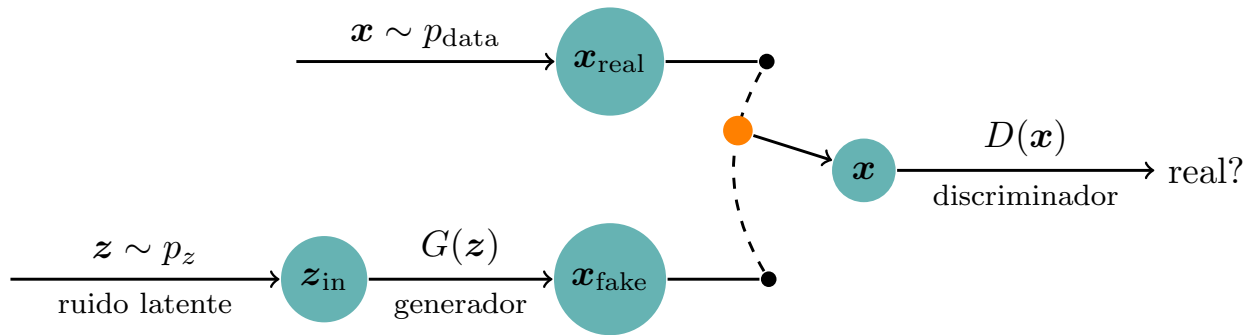 x ∼ p_data
x_real
D(x)
x
real?
discriminador
z ∼ p_z
G(z)
z_in
x_fake
ruido latente
generador